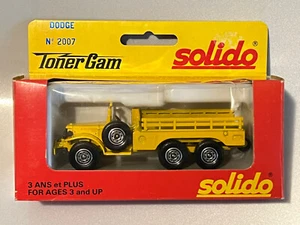 DODGE
N° 2007
TonerGam
solido
3 ANS et PLUS
FOR AGES 3 and UP
solido